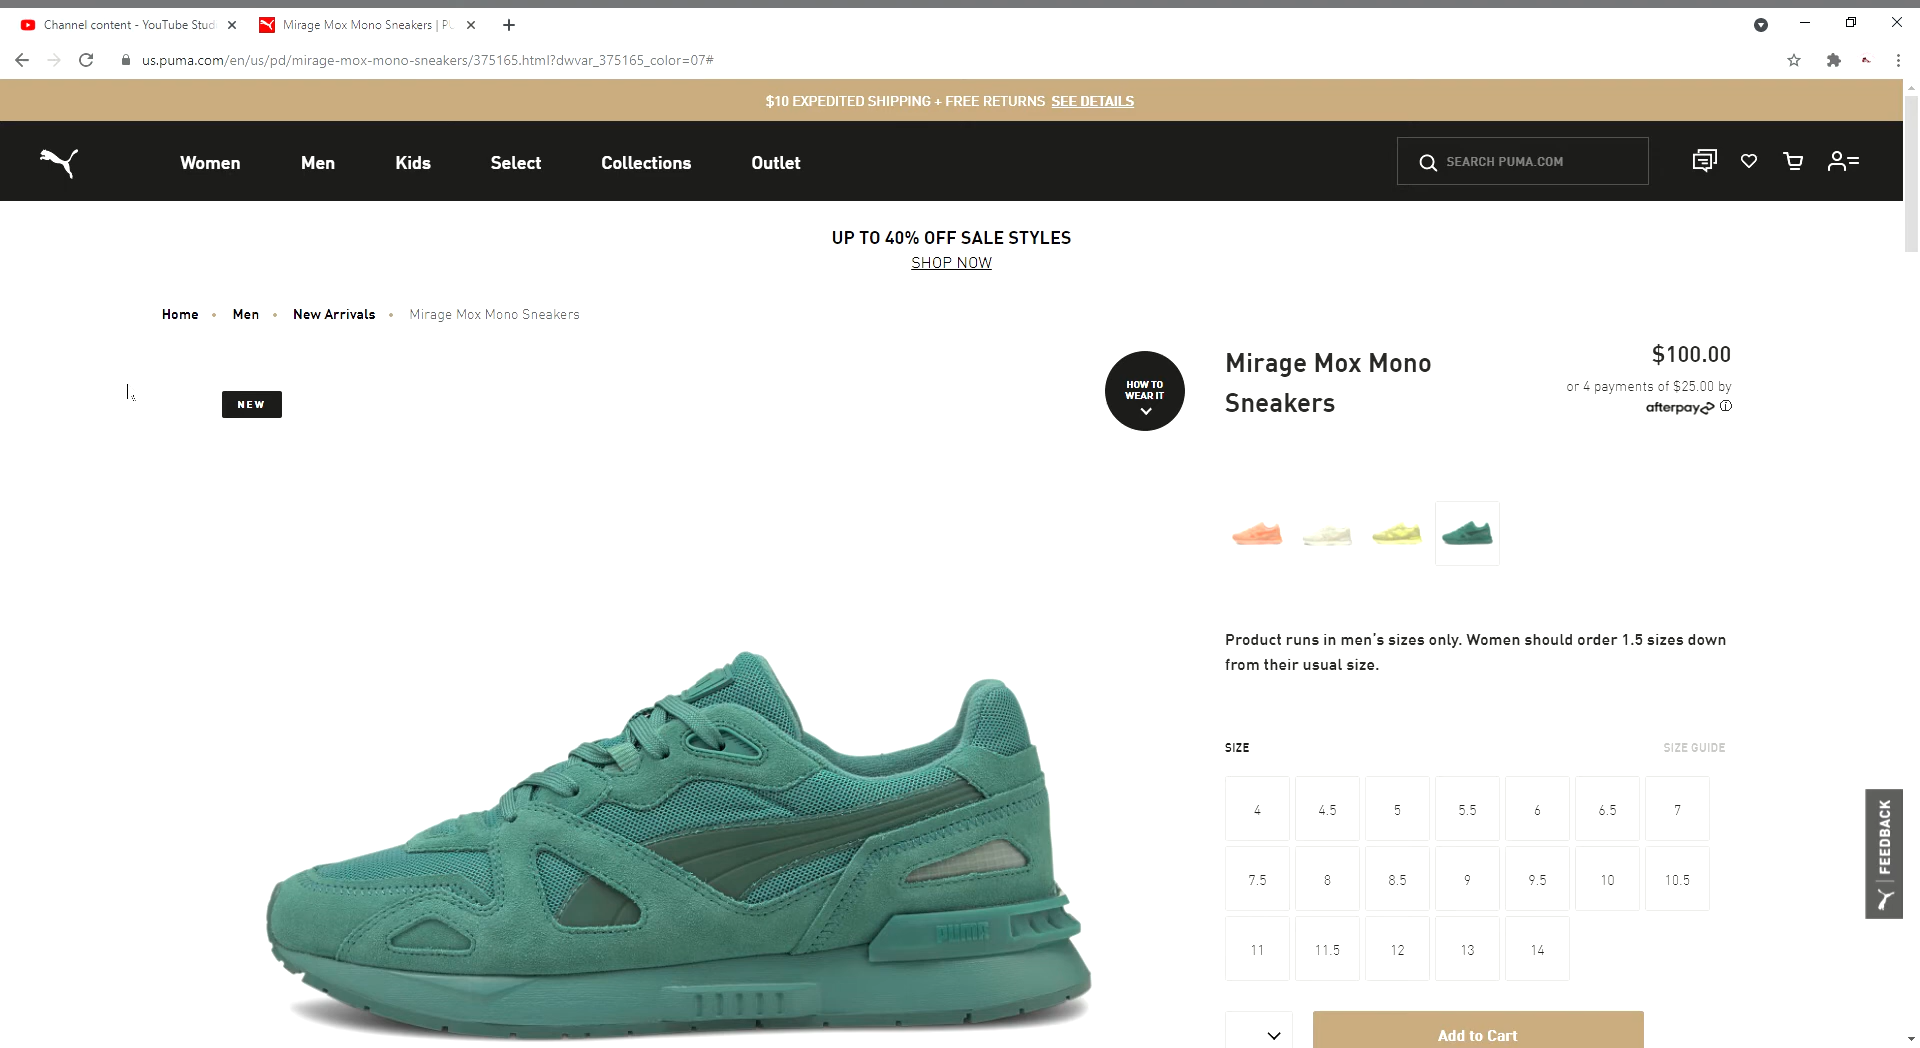 Channel content - YouTube Stud
Mirage Mox Mono Sneakers | PU
us.puma.com/en/us/pd/mirage-mox-mono-sneakers/375165.html?dwvar_375165_color=07#
$10 EXPEDITED SHIPPING + FREE RETURNS SEE DETAILS
Women Men Kids Select Collections Outlet
SEARCH PUMA.COM
UP TO 40% OFF SALE STYLES
SHOP NOW
Home • Men • New Arrivals • Mirage Mox Mono Sneakers
NEW
HOW TO
WEAR IT
Mirage Mox Mono
Sneakers
$100.00
or 4 payments of $25.00 by
afterpay
Product runs in men's sizes only. Women should order 1.5 sizes down
from their usual size.
SIZE
SIZE GUIDE
4 4.5 5 5.5 6 6.5 7
7.5 8 8.5 9 9.5 10 10.5
11 11.5 12 13 14
Add to Cart
FEEDBACK
PUMA